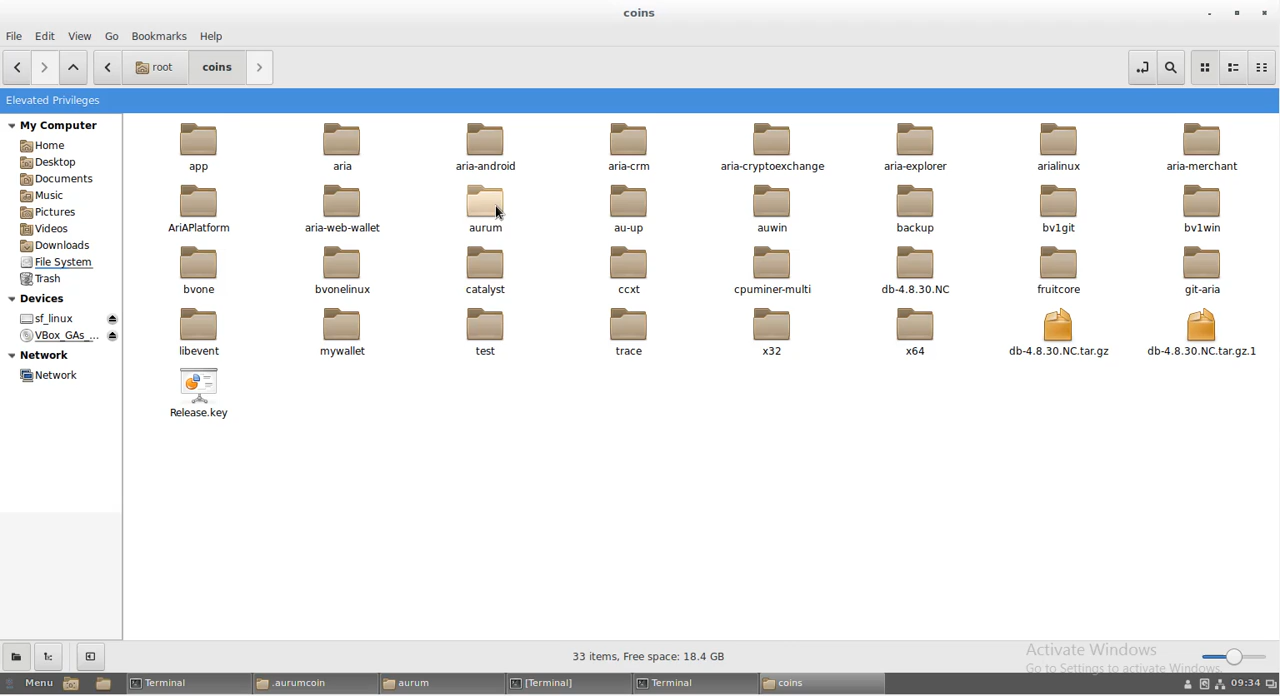 coins
File Edit View Go Bookmarks Help
root coins
Elevated Privileges
My Computer
Home
Desktop
Documents
Music
Pictures
Videos
Downloads
File System
Trash
Devices
sf_linux
VBox_GAs_...
Network
Network
app aria aria-android aria-crm aria-cryptoexchange aria-explorer arialinux aria-merchant
AriAPlatform aria-web-wallet aurum au-up auwin backup bv1git bv1win
bvone bvonelinux catalyst ccxt cpuminer-multi db-4.8.30.NC fruitcore git-aria
libevent mywallet test trace x32 x64 db-4.8.30.NC.tar.gz db-4.8.30.NC.tar.gz.1
Release.key
33 items, Free space: 18.4 GB
Activate Windows
Go to Settings to activate Windows.
Menu Terminal .aurumcoin aurum [Terminal] Terminal coins 09:34